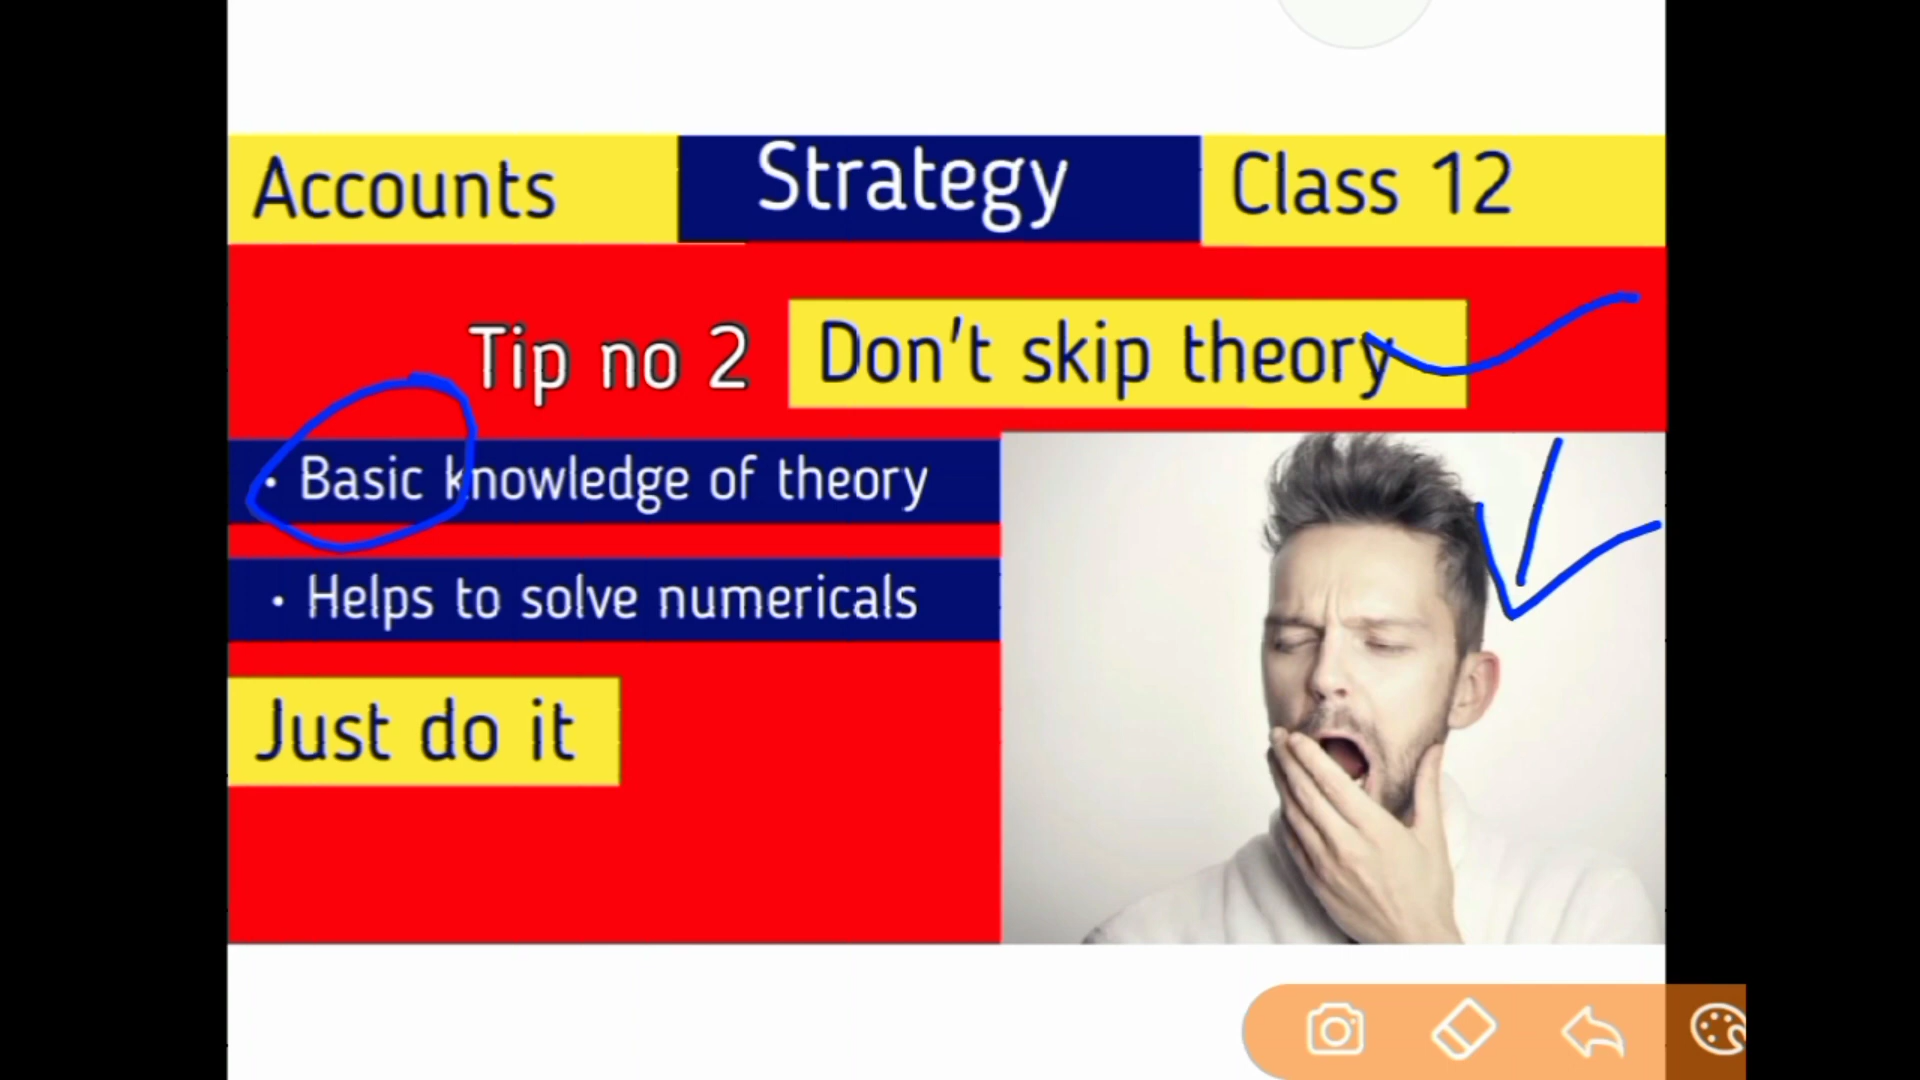 Accounts Strategy Class 12
Tip no 2 Don't skip theory
• Basic knowledge of theory
• Helps to solve numericals
Just do it